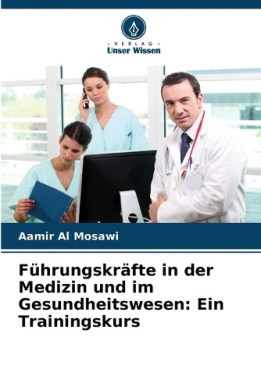 VERLAG
Unser Wissen
Aamir Al Mosawi
Führungskräfte in der
Medizin und im
Gesundheitswesen: Ein
Trainingskurs